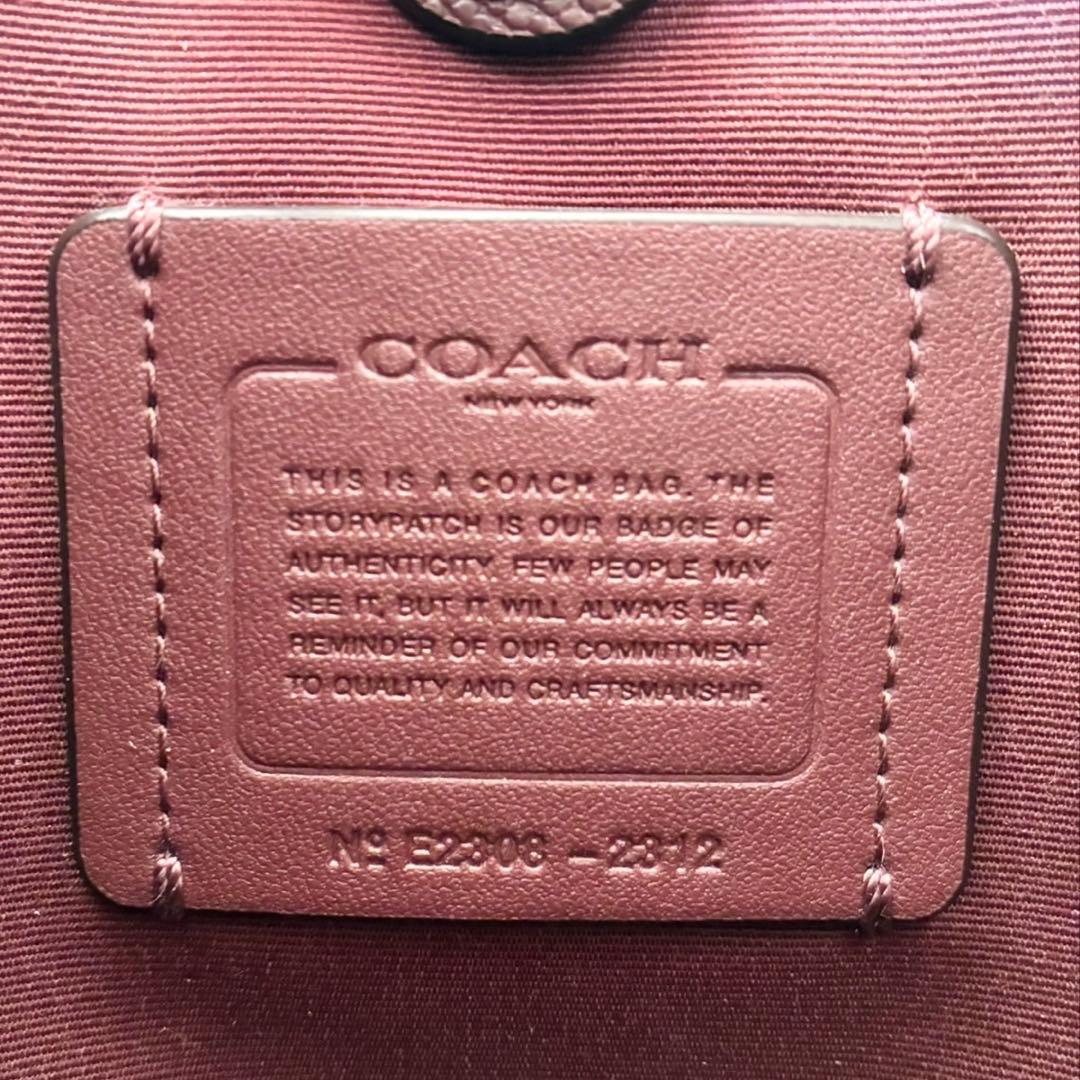 COACH
NEW YORK
THIS IS A COACH BAG. THE
STORYPATCH IS OUR BADGE OF
AUTHENTICITY. FEW PEOPLE MAY
SEE IT, BUT IT WILL ALWAYS BE A
REMINDER OF OUR COMMITMENT
TO QUALITY AND CRAFTSMANSHIP.
Nº E2308 - 2312